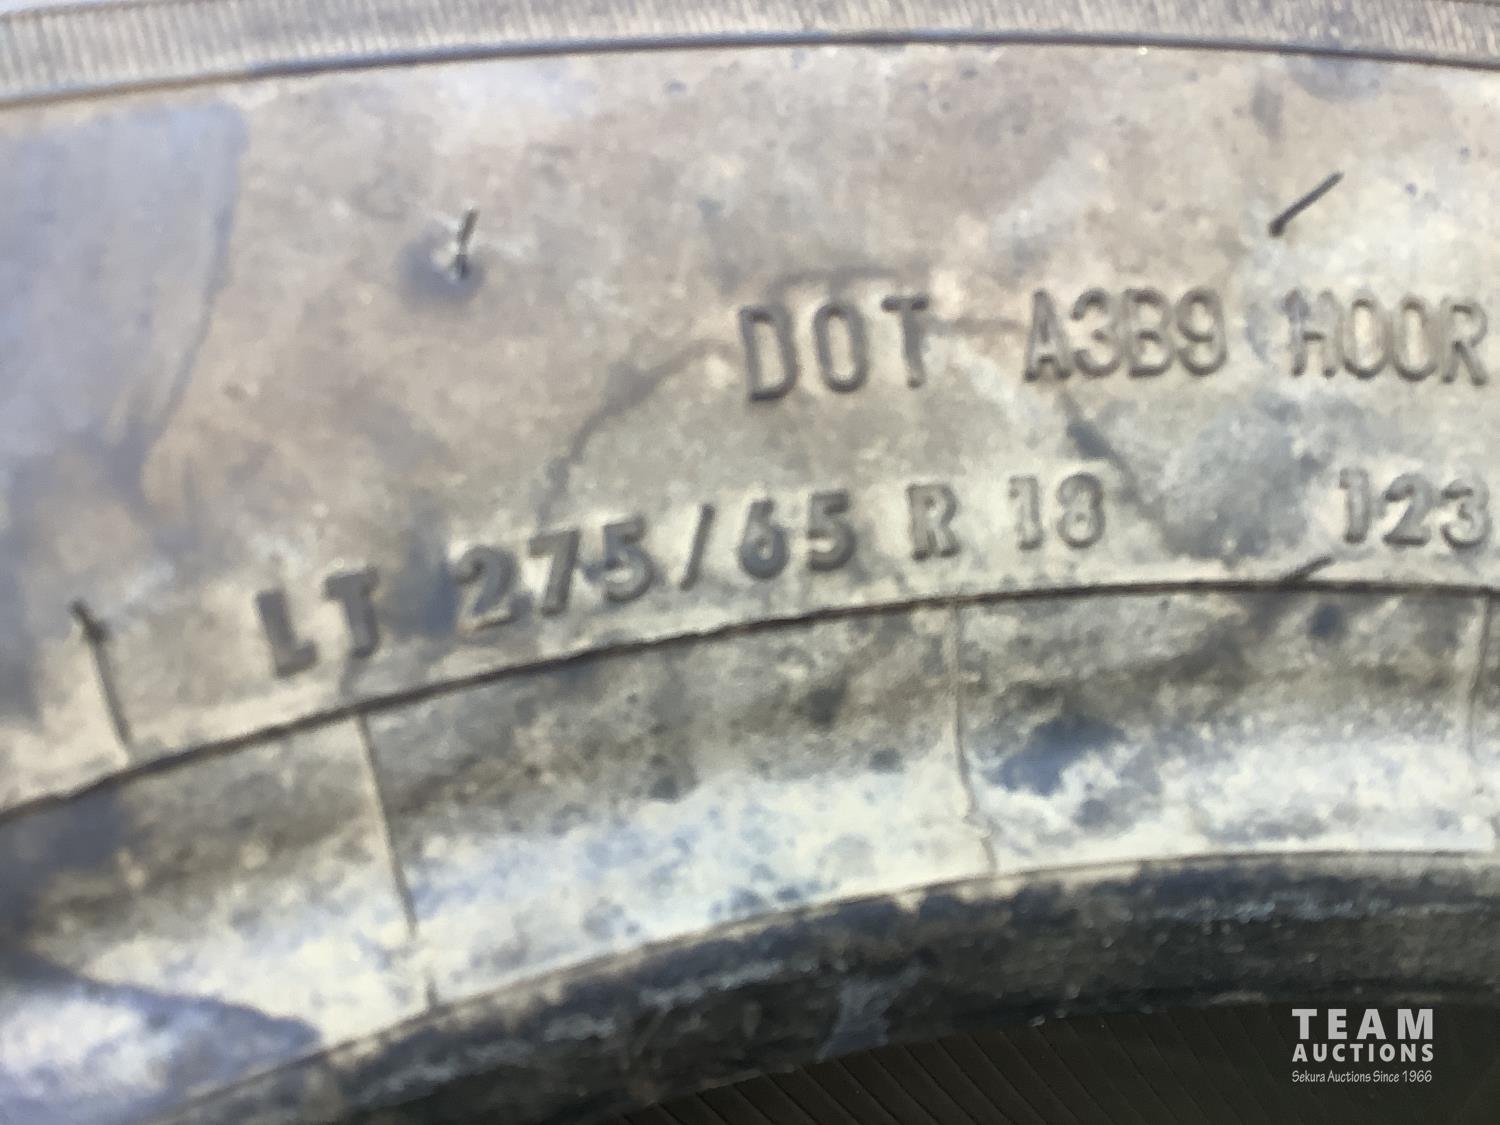 DOT A3B9 H00R
LT 275/65 R 18 123
TEAM
AUCTIONS
Sekura Auctions Since 1966